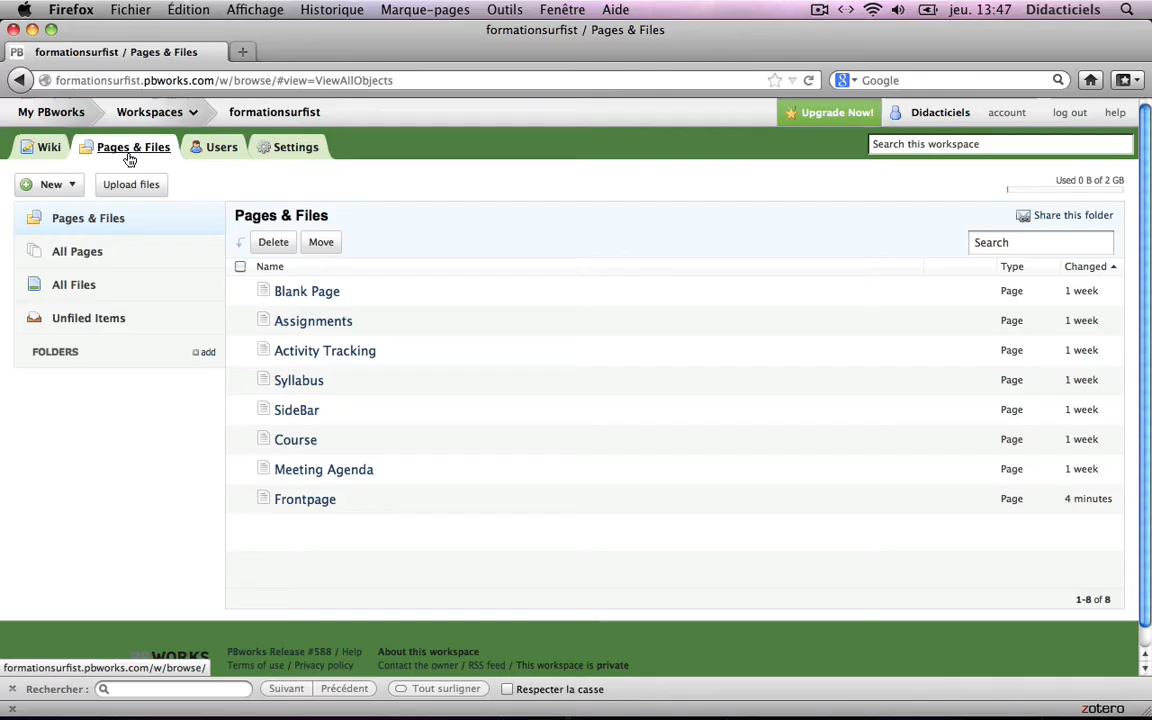 Firefox Fichier Édition Affichage Historique Marque-pages Outils Fenêtre Aide jeu. 13:47 Didacticiels
formationsurfist / Pages & Files
PB formationsurfist / Pages & Files
formationsurfist.pbworks.com/w/browse/#view=ViewAllObjects Google
My PBworks Workspaces formationsurfist Upgrade Now! Didacticiels account log out help
Wiki Pages & Files Users Settings Search this workspace
New Upload files Used 0 B of 2 GB
Pages & Files
All Pages
All Files
Unfiled Items
FOLDERS add
Pages & Files Share this folder
Delete Move Search
Name Type Changed
Blank Page Page 1 week
Assignments Page 1 week
Activity Tracking Page 1 week
Syllabus Page 1 week
SideBar Page 1 week
Course Page 1 week
Meeting Agenda Page 1 week
Frontpage Page 4 minutes
1-8 of 8
PBWORKS PBworks Release #588 / Help About this workspace
Terms of use / Privacy policy Contact the owner / RSS feed / This workspace is private
formationsurfist.pbworks.com/w/browse/
Rechercher : Suivant Précédent Tout surligner Respecter la casse
zotero